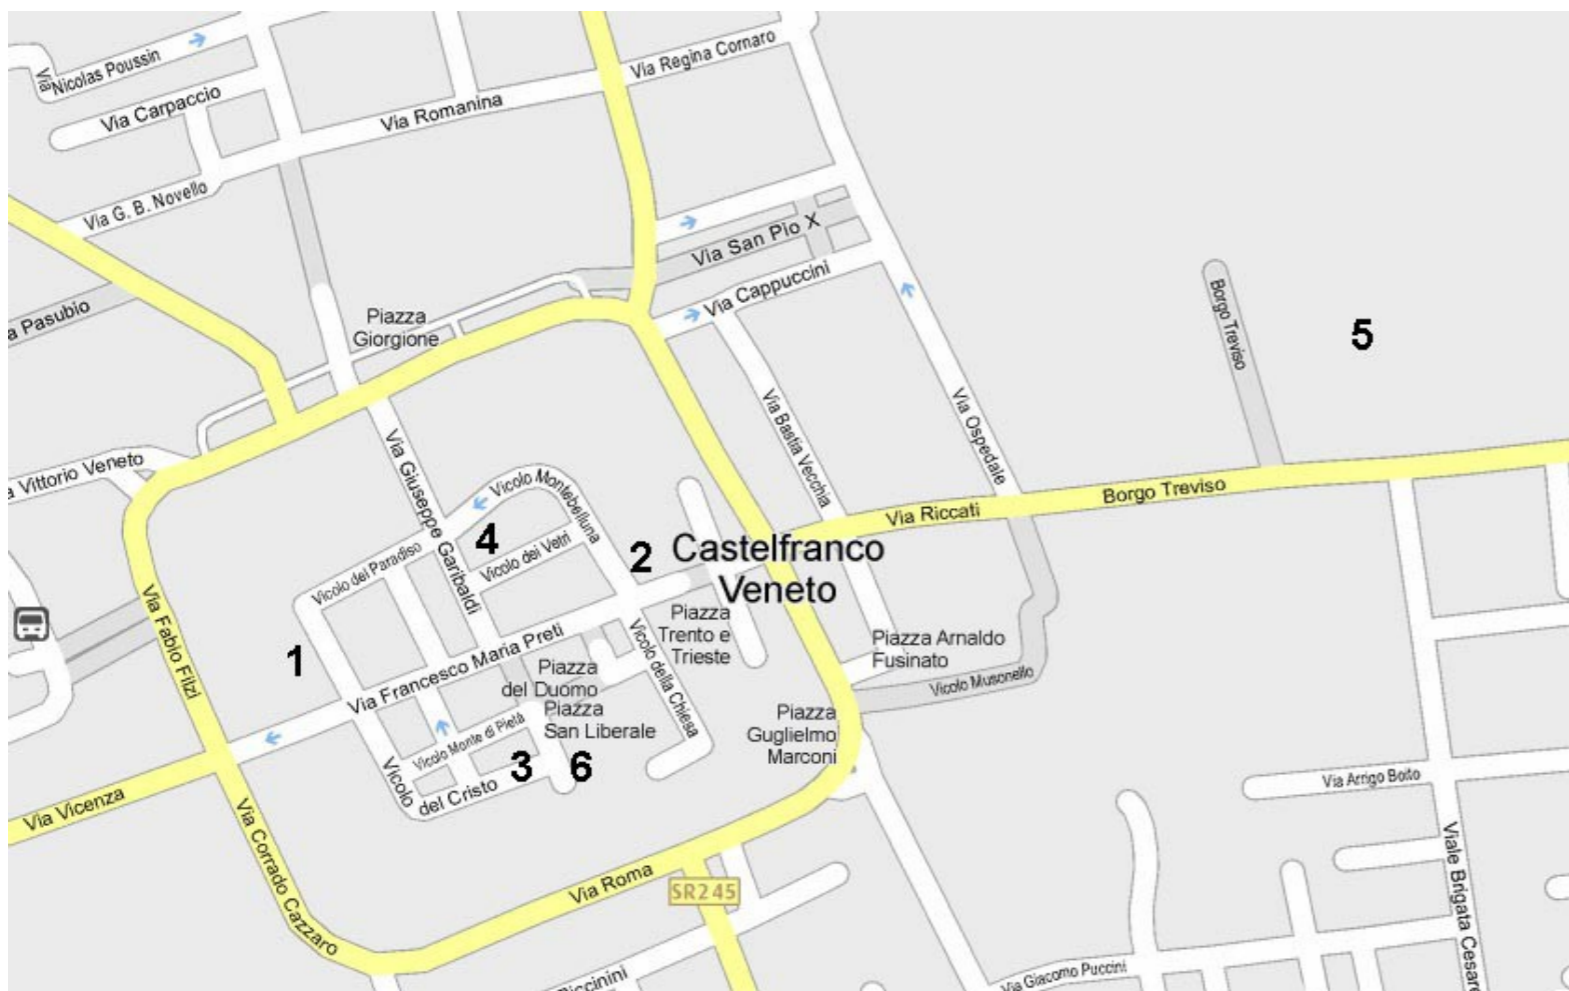 Via
Nicolas Poussin
Via Regina Cornaro
Via Carpaccio
Via Romanina
Via G. B. Novello
Via San Pio X
a Pasubio
Piazza
Giorgione
Via Cappuccini
Borgo Treviso
5
Via Bastia Vecchia
Via Ospedale
a Vittorio Veneto
Via Giuseppe Garibaldi
Vicolo Montebelluna
Via Riccati
Borgo Treviso
4
Vicolo dei Vetri
2
Castelfranco
Veneto
Vicolo del Paradiso
Via Fabio Filzi
1
Via Francesco Maria Preti
Piazza
Trento e
Trieste
Vicolo della Chiesa
Piazza Arnaldo
Fusinato
Vicolo Musonello
Piazza
del Duomo
Piazza
San Liberale
Vicolo Monte di Pietà
Piazza
Guglielmo
Marconi
3
6
Vicolo
del Cristo
Via Vicenza
Via Corrado Cazzaro
Via Arrigo Boito
Viale Brigata Cesare
Via Roma
SR245
iccinini
Via Giacomo Puccini